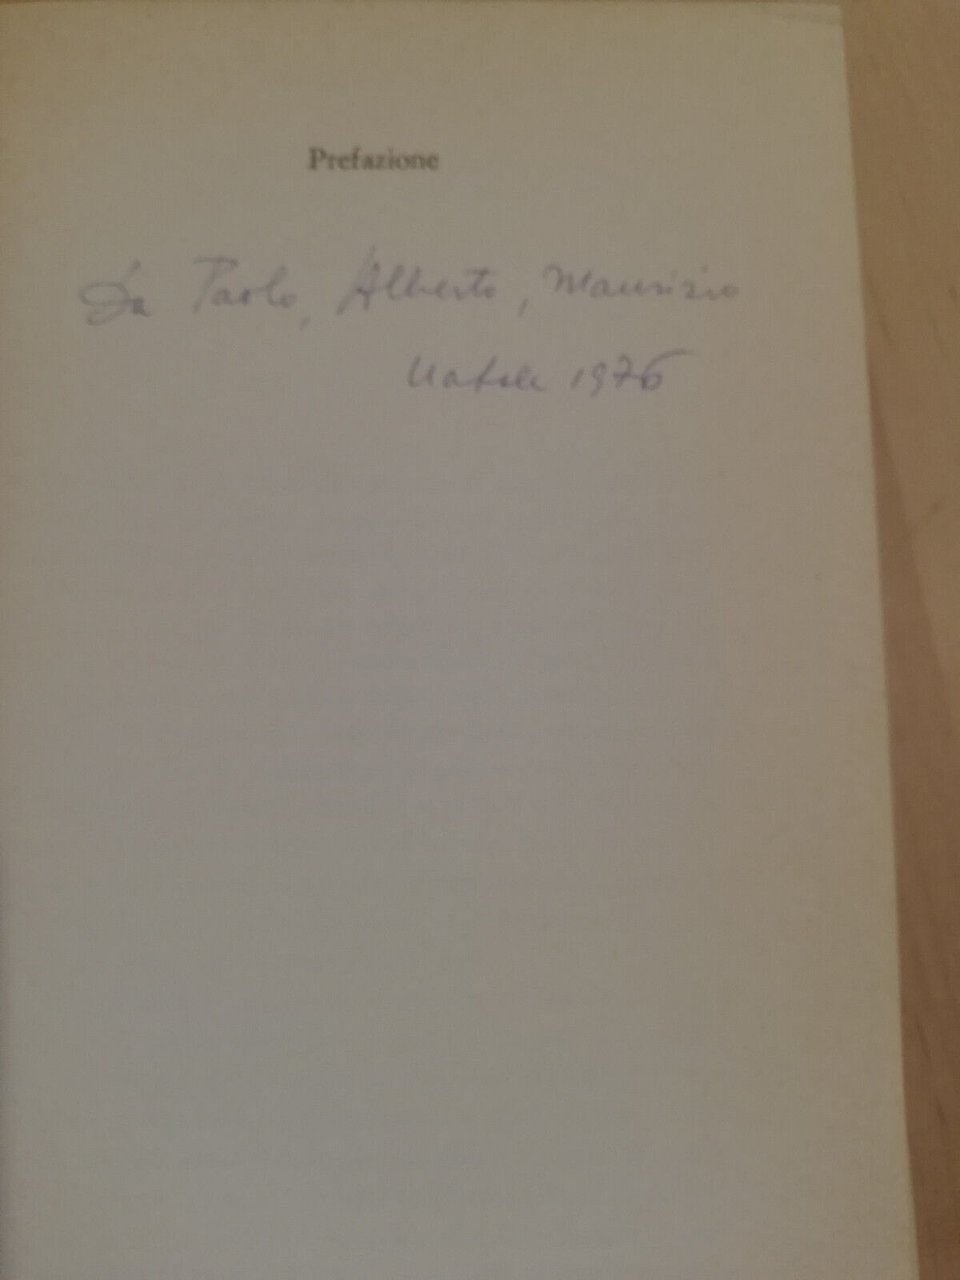 Prefazione
Da Paolo, Alberto, Maurizio
Natale 1976